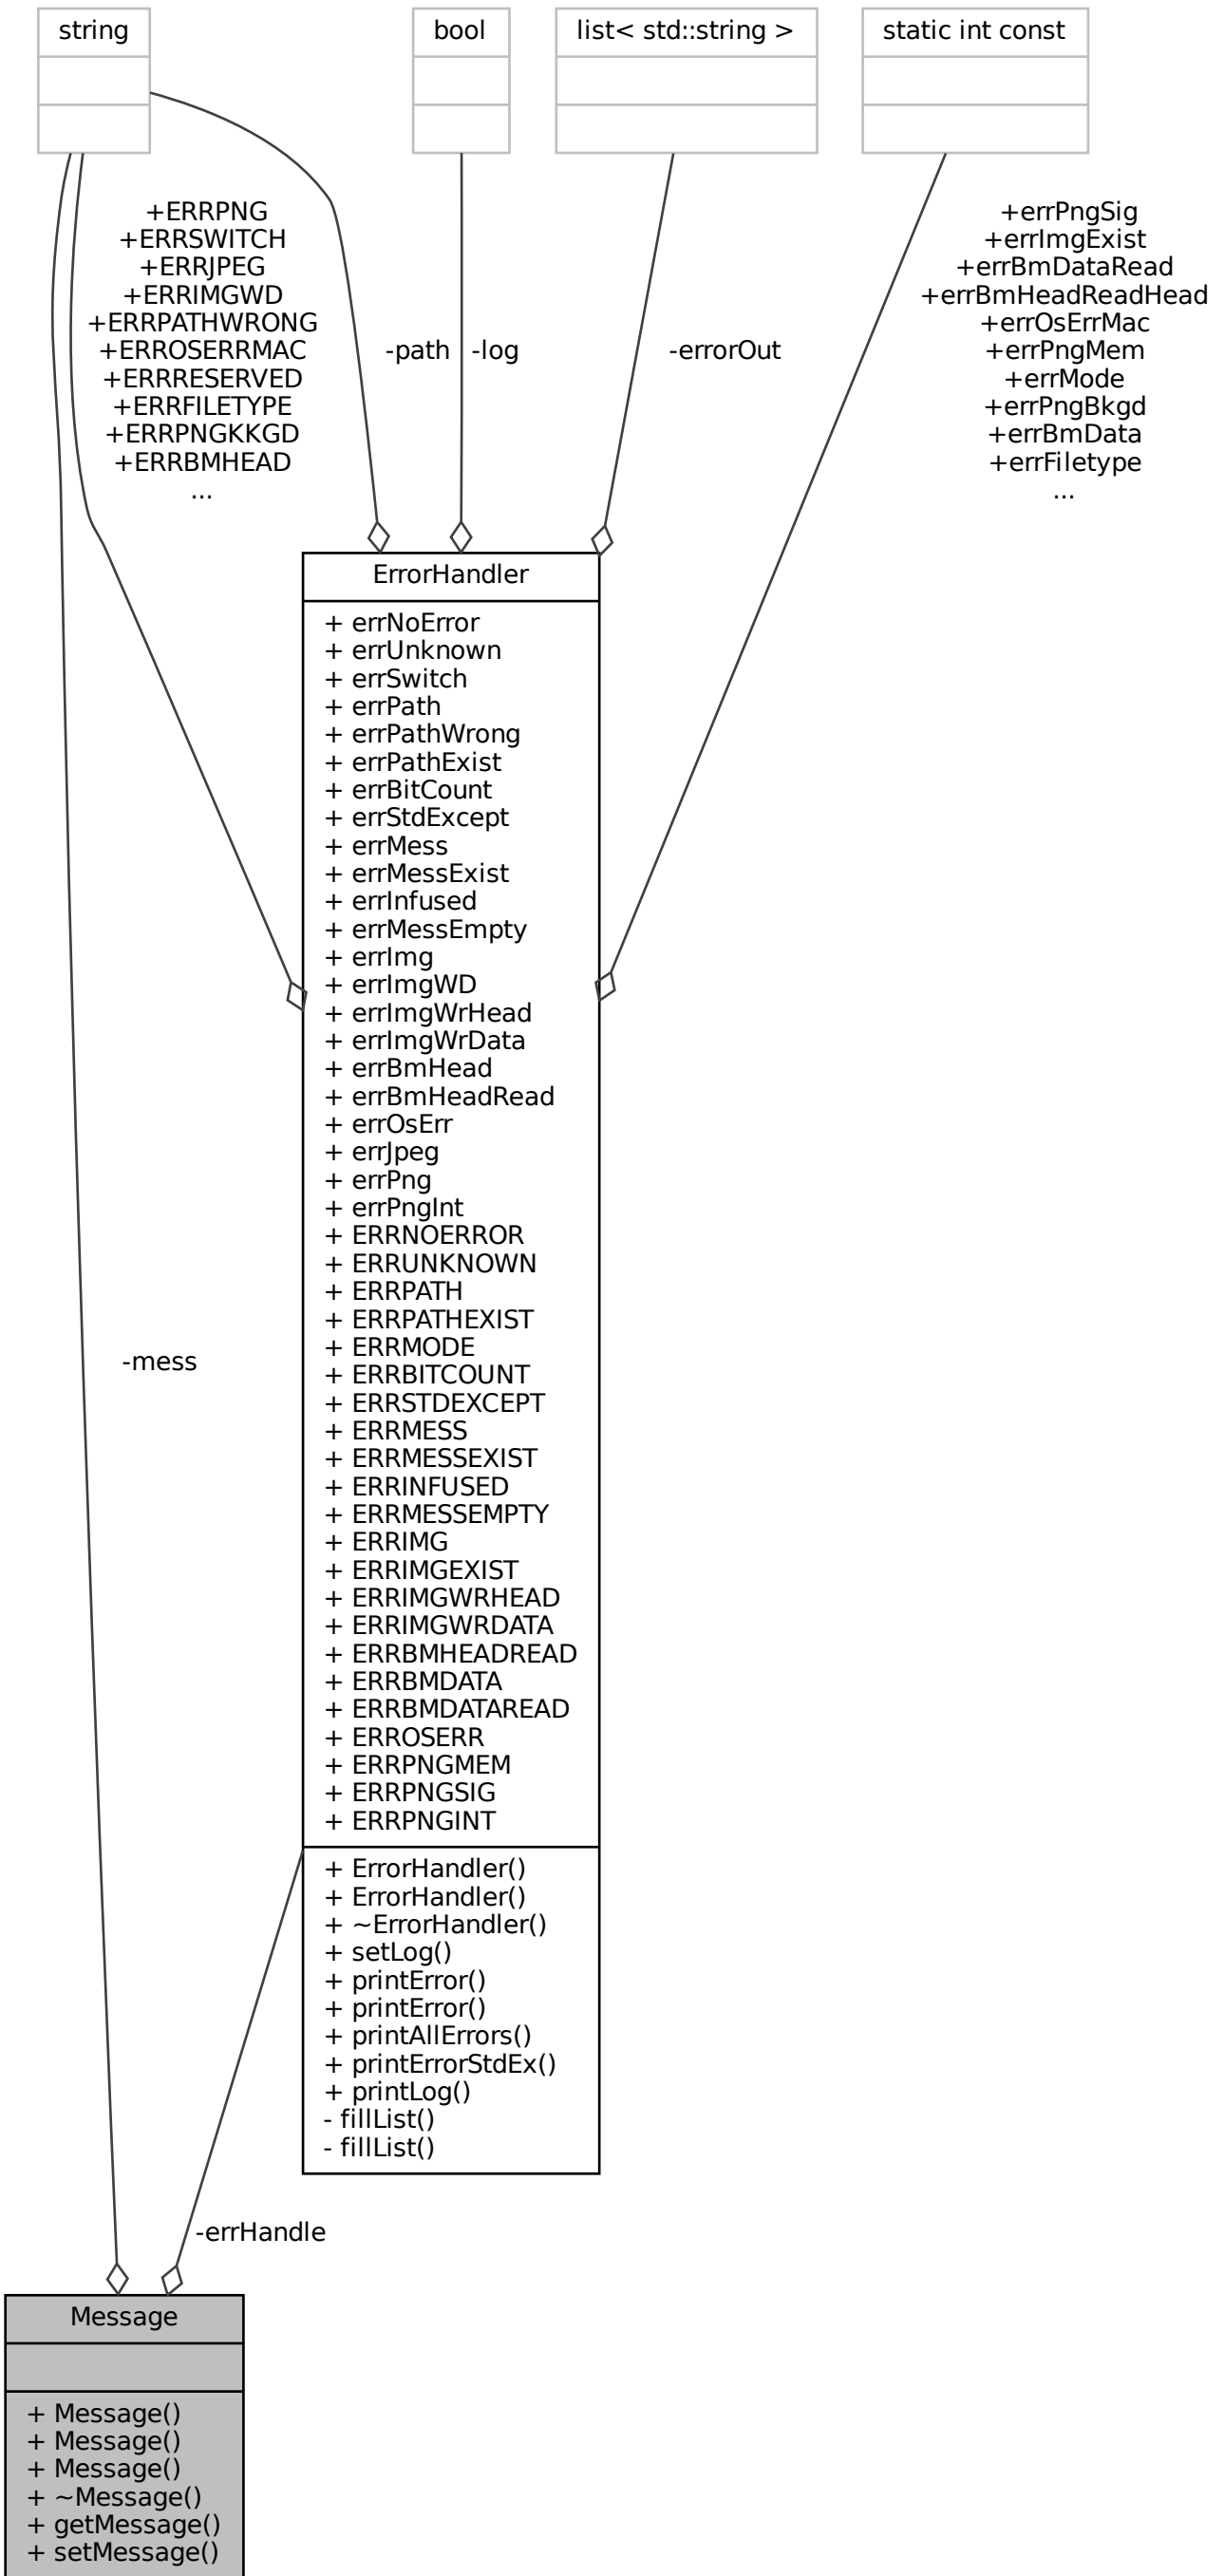 string
bool
list< std::string >
static int const
+ERRPNG
+ERRSWITCH
+ERRJPEG
+ERRIMGWD
+ERRPATHWRONG
+ERROSERRMAC
+ERRRESERVED
+ERRFILETYPE
+ERRPNGKKGD
+ERRBMHEAD
...
-path
-log
-errorOut
+errPngSig
+errImgExist
+errBmDataRead
+errBmHeadReadHead
+errOsErrMac
+errPngMem
+errMode
+errPngBkgd
+errBmData
+errFiletype
...
ErrorHandler
+ errNoError
+ errUnknown
+ errSwitch
+ errPath
+ errPathWrong
+ errPathExist
+ errBitCount
+ errStdExcept
+ errMess
+ errMessExist
+ errInfused
+ errMessEmpty
+ errImg
+ errImgWD
+ errImgWrHead
+ errImgWrData
+ errBmHead
+ errBmHeadRead
+ errOsErr
+ errJpeg
+ errPng
+ errPngInt
+ ERRNOERROR
+ ERRUNKNOWN
+ ERRPATH
+ ERRPATHEXIST
+ ERRMODE
+ ERRBITCOUNT
+ ERRSTDEXCEPT
+ ERRMESS
+ ERRMESSEXIST
+ ERRINFUSED
+ ERRMESSEMPTY
+ ERRIMG
+ ERRIMGEXIST
+ ERRIMGWRHEAD
+ ERRIMGWRDATA
+ ERRBMHEADREAD
+ ERRBMDATA
+ ERRBMDATAREAD
+ ERROSERR
+ ERRPNGMEM
+ ERRPNGSIG
+ ERRPNGINT
+ ErrorHandler()
+ ErrorHandler()
+ ~ErrorHandler()
+ setLog()
+ printError()
+ printError()
+ printAllErrors()
+ printErrorStdEx()
+ printLog()
- fillList()
- fillList()
-mess
-errHandle
Message
+ Message()
+ Message()
+ Message()
+ ~Message()
+ getMessage()
+ setMessage()